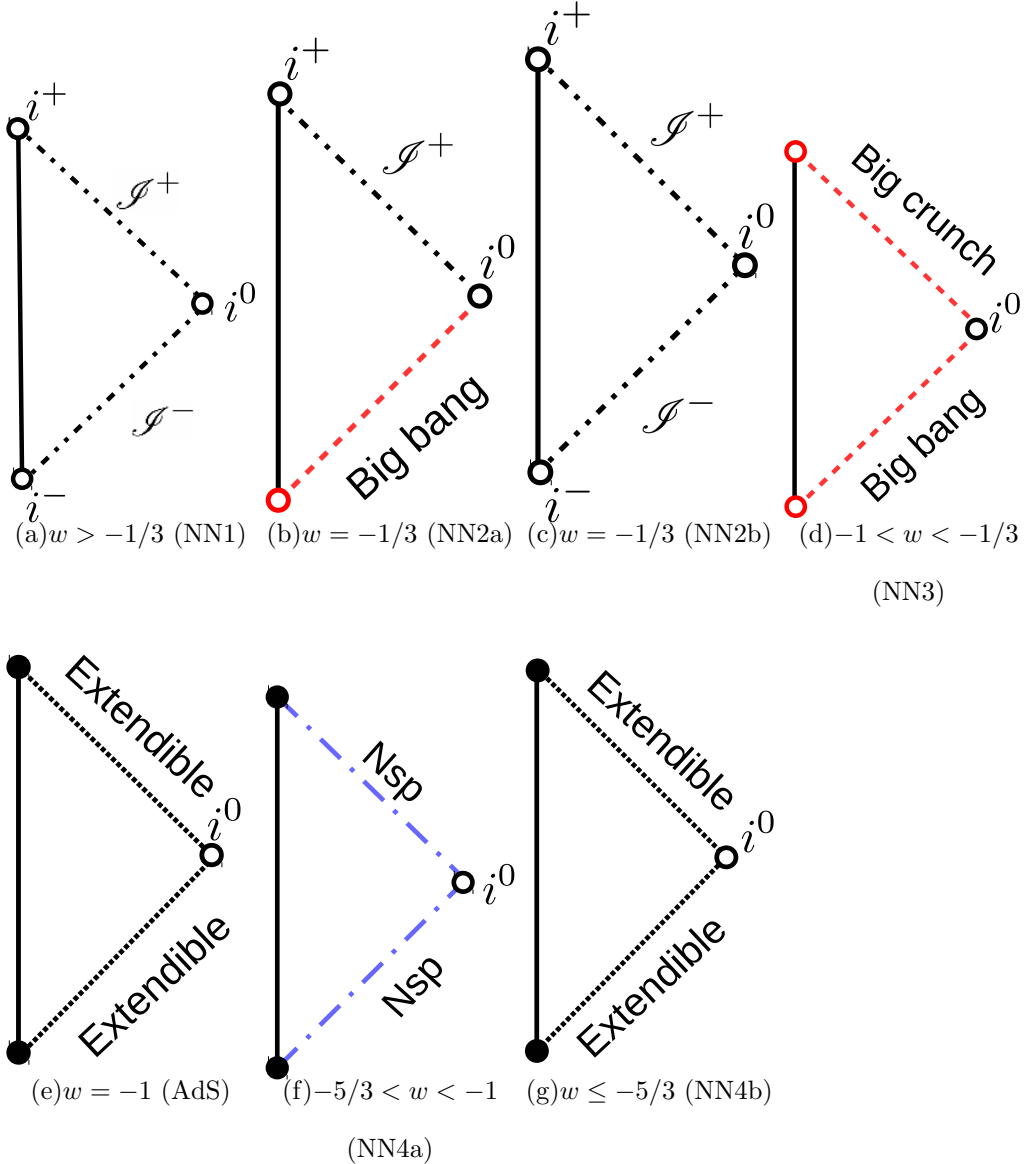 i⁺
ℐ⁺
i⁰
ℐ⁻
i⁻
(a)w > −1/3 (NN1)
i⁺
ℐ⁺
i⁰
Big bang
(b)w = −1/3 (NN2a)
i⁺
ℐ⁺
i⁰
ℐ⁻
i⁻
(c)w = −1/3 (NN2b)
Big crunch
i⁰
Big bang
(d)−1 < w < −1/3
(NN3)
Extendible
i⁰
Extendible
(e)w = −1 (AdS)
Nsp
i⁰
Nsp
(f)−5/3 < w < −1
(NN4a)
Extendible
i⁰
Extendible
(g)w ≤ −5/3 (NN4b)